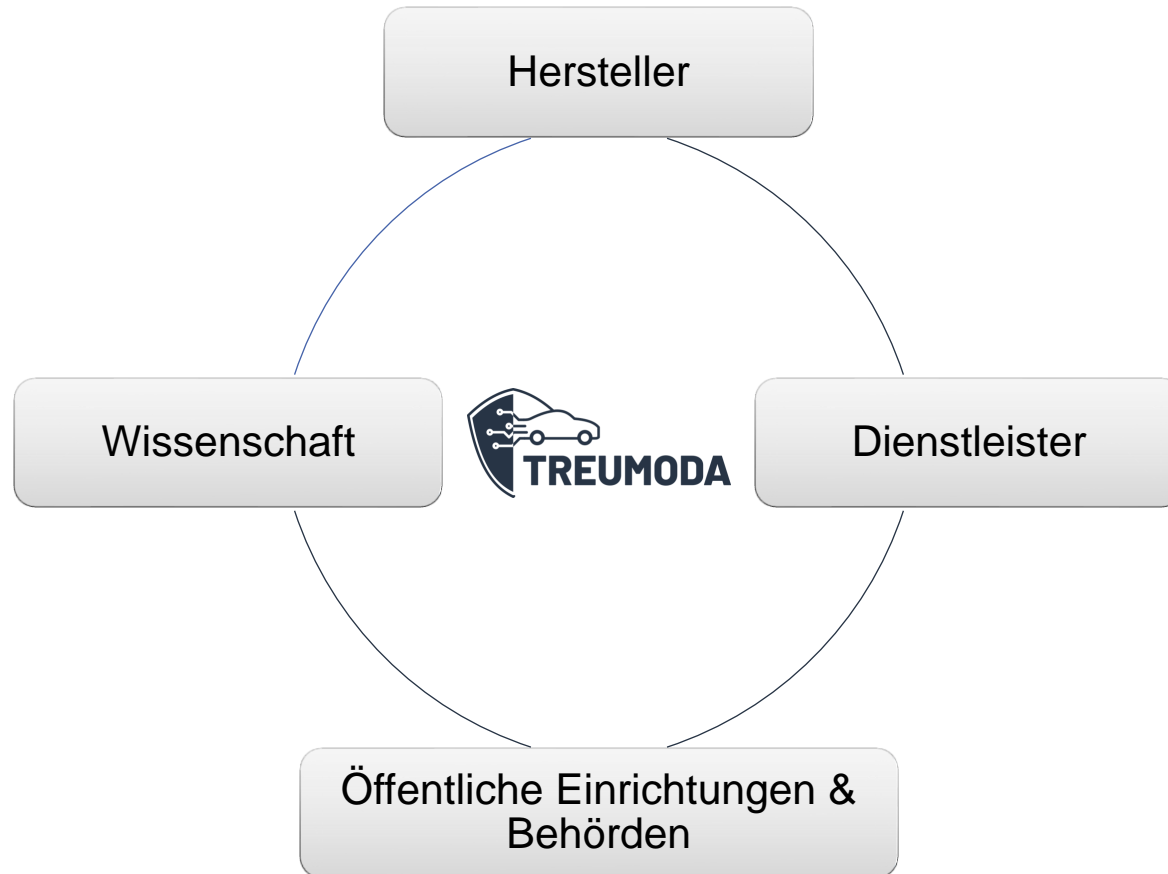 Hersteller
Wissenschaft
TREUMODA
Dienstleister
Öffentliche Einrichtungen &
Behörden